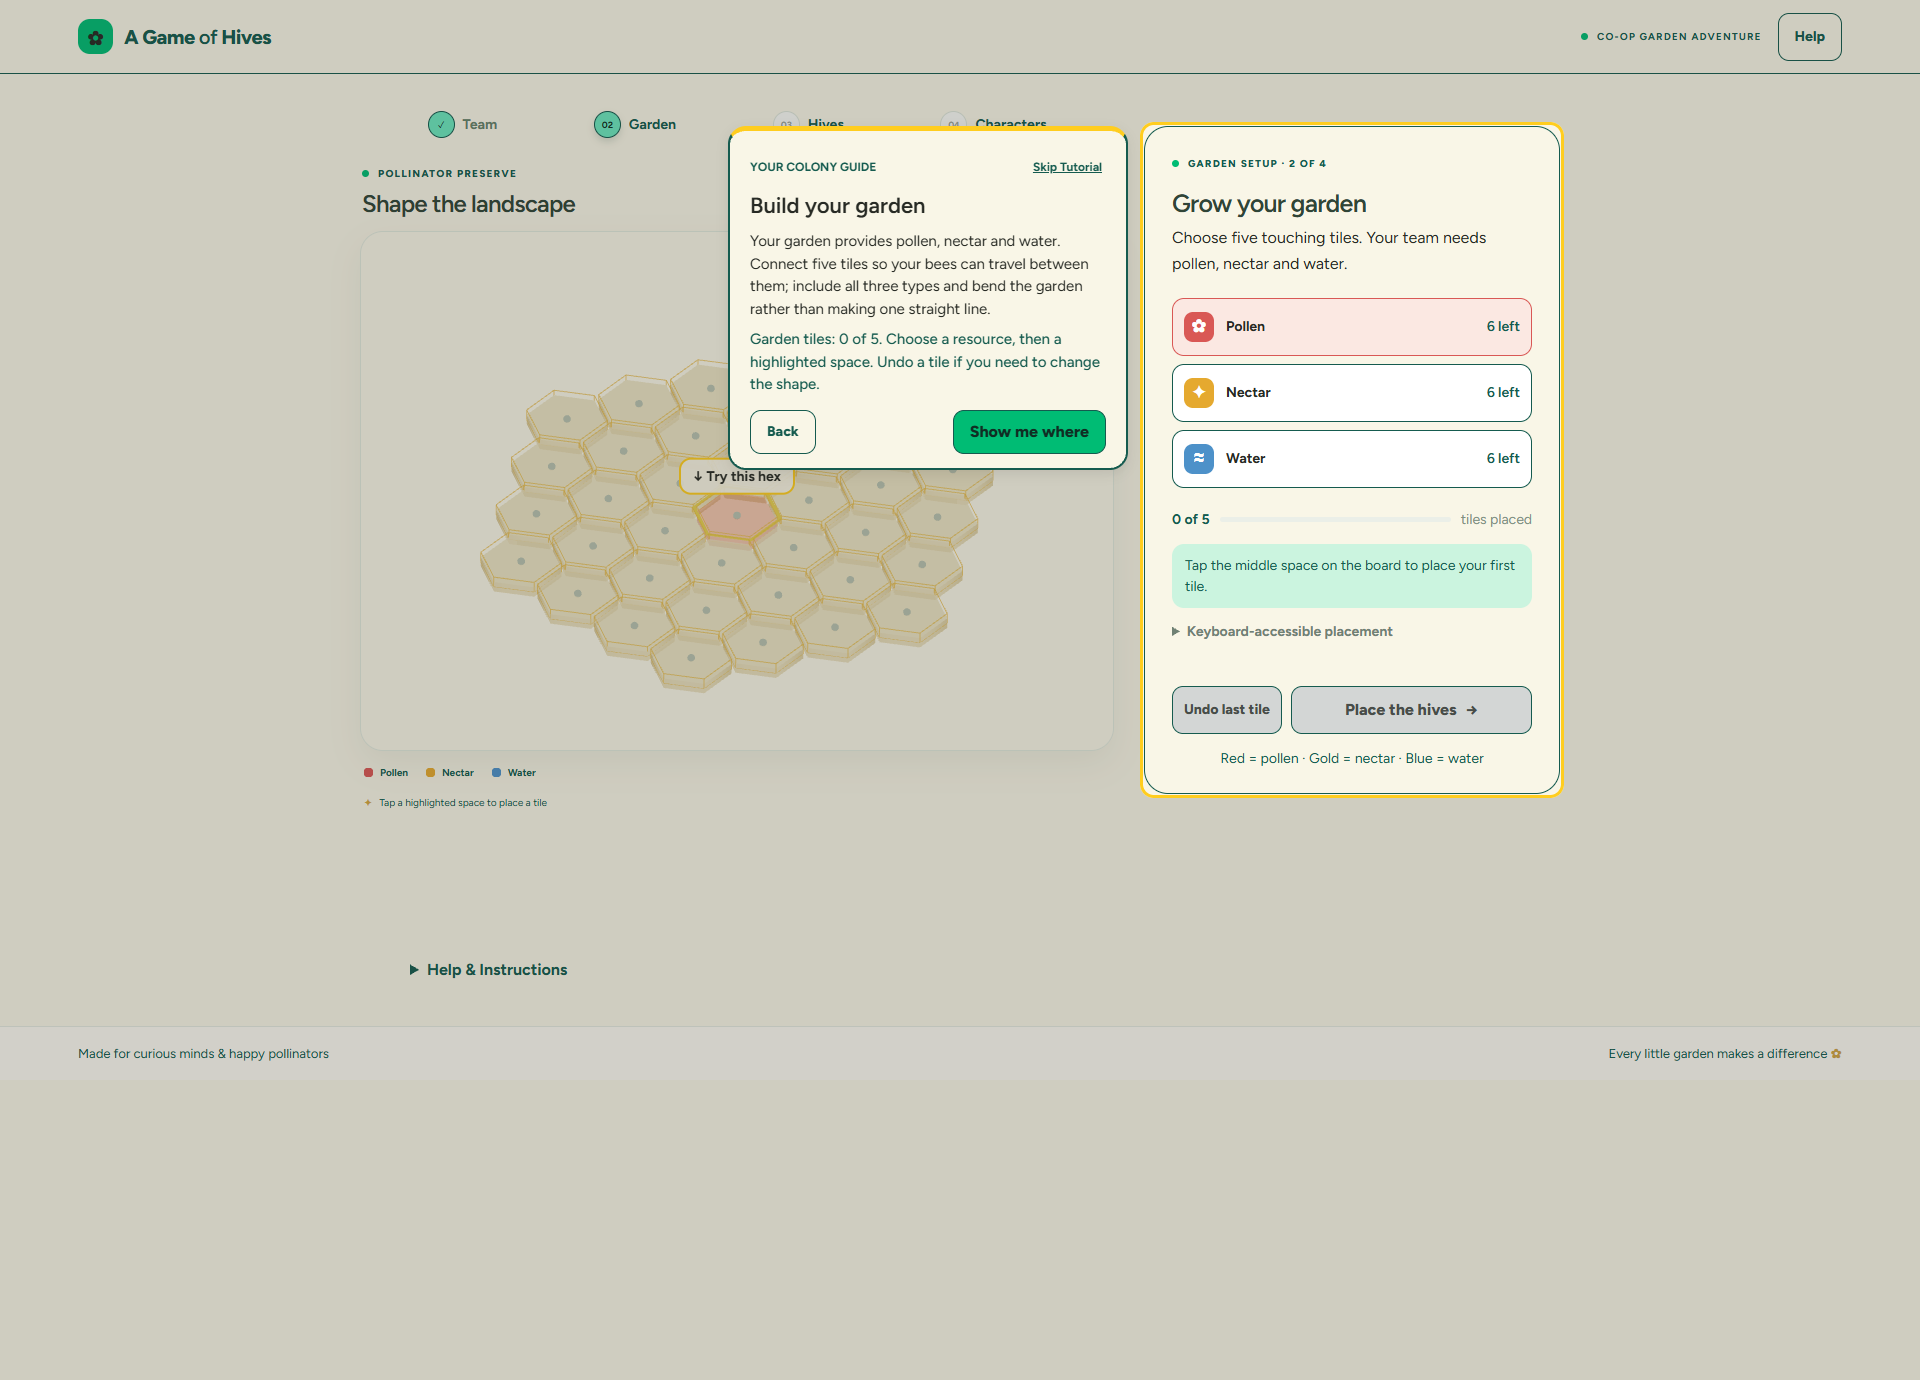 A Game of Hives
CO-OP GARDEN ADVENTURE
Help
✓ Team
02 Garden
03 Hives
04 Characters
POLLINATOR PRESERVE
Shape the landscape
YOUR COLONY GUIDE
Skip Tutorial
Build your garden
Your garden provides pollen, nectar and water.
Connect five tiles so your bees can travel between
them; include all three types and bend the garden
rather than making one straight line.
Garden tiles: 0 of 5. Choose a resource, then a
highlighted space. Undo a tile if you need to change
the shape.
Back
Show me where
↓ Try this hex
Pollen
Nectar
Water
Tap a highlighted space to place a tile
GARDEN SETUP · 2 OF 4
Grow your garden
Choose five touching tiles. Your team needs
pollen, nectar and water.
Pollen 6 left
Nectar 6 left
Water 6 left
0 of 5 tiles placed
Tap the middle space on the board to place your first
tile.
Keyboard-accessible placement
Undo last tile
Place the hives →
Red = pollen · Gold = nectar · Blue = water
Help & Instructions
Made for curious minds & happy pollinators
Every little garden makes a difference